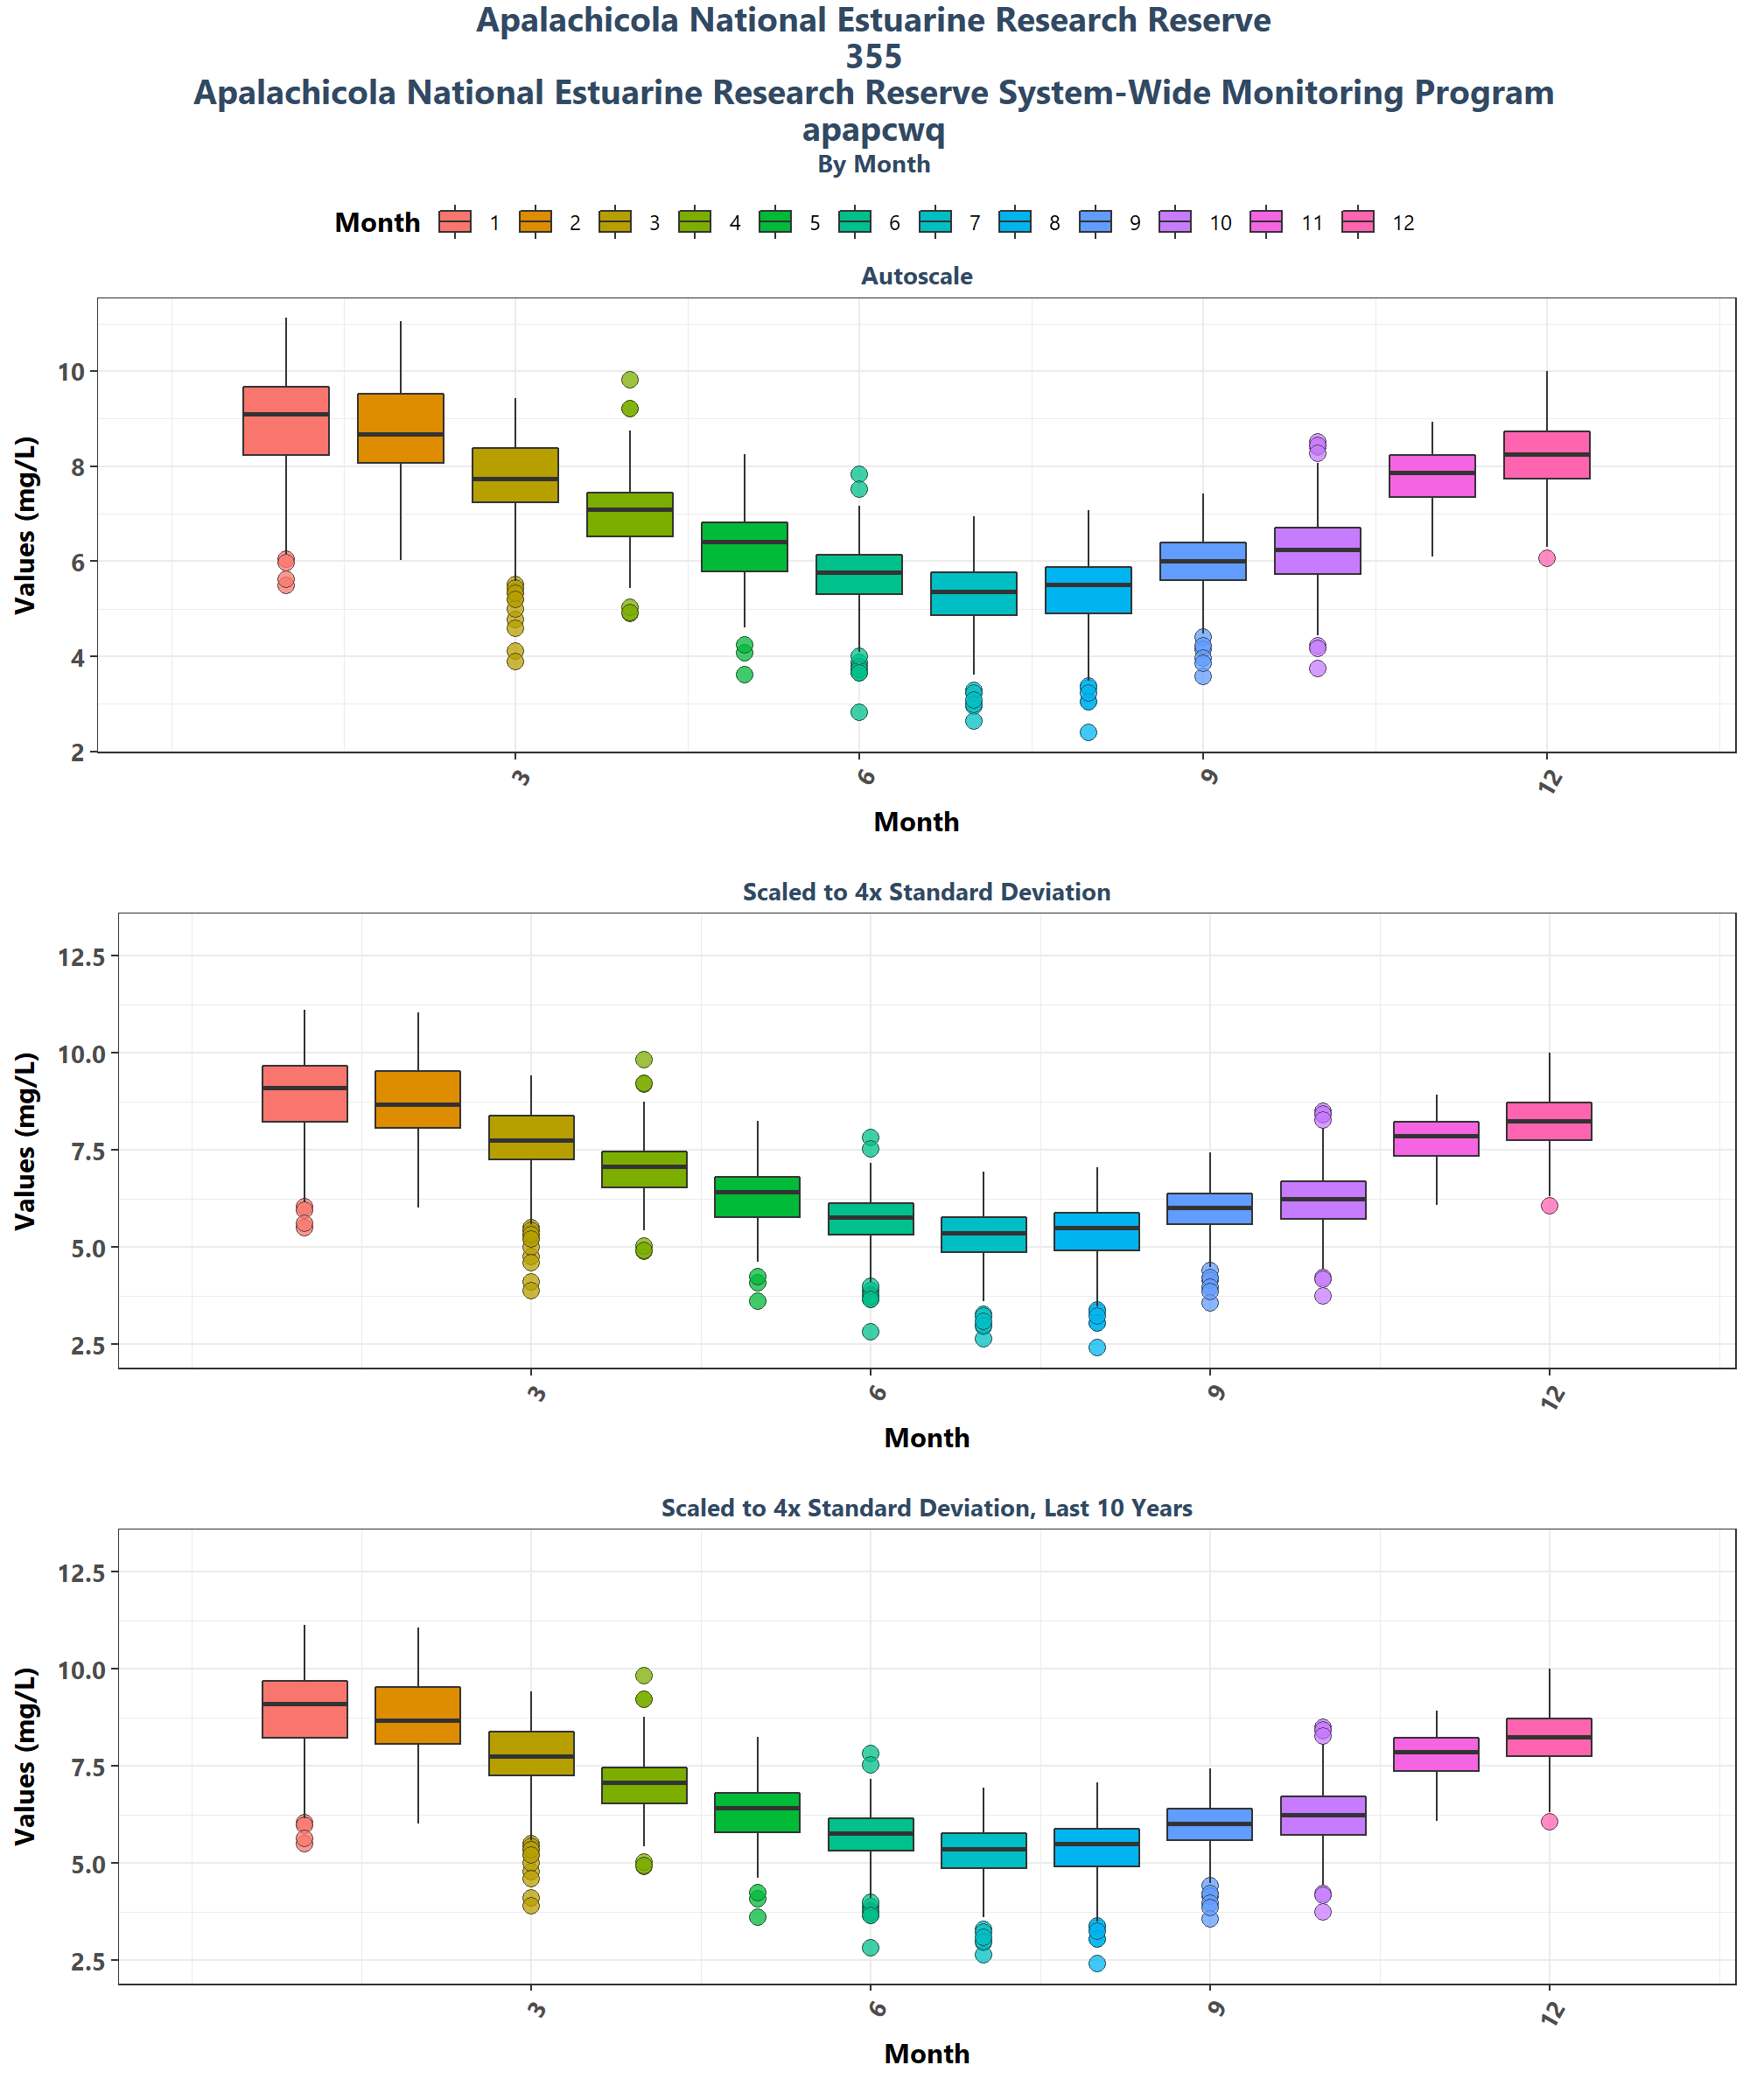 Apalachicola National Estuarine Research Reserve
355
Apalachicola National Estuarine Research Reserve System-Wide Monitoring Program
apapcwq
By Month
Month 1 2 3 4 5 6 7 8 9 10 11 12
Autoscale
Values (mg/L)
10
8
6
4
2
3 6 9 12
Month
Scaled to 4x Standard Deviation
Values (mg/L)
12.5
10.0
7.5
5.0
2.5
3 6 9 12
Month
Scaled to 4x Standard Deviation, Last 10 Years
Values (mg/L)
12.5
10.0
7.5
5.0
2.5
3 6 9 12
Month